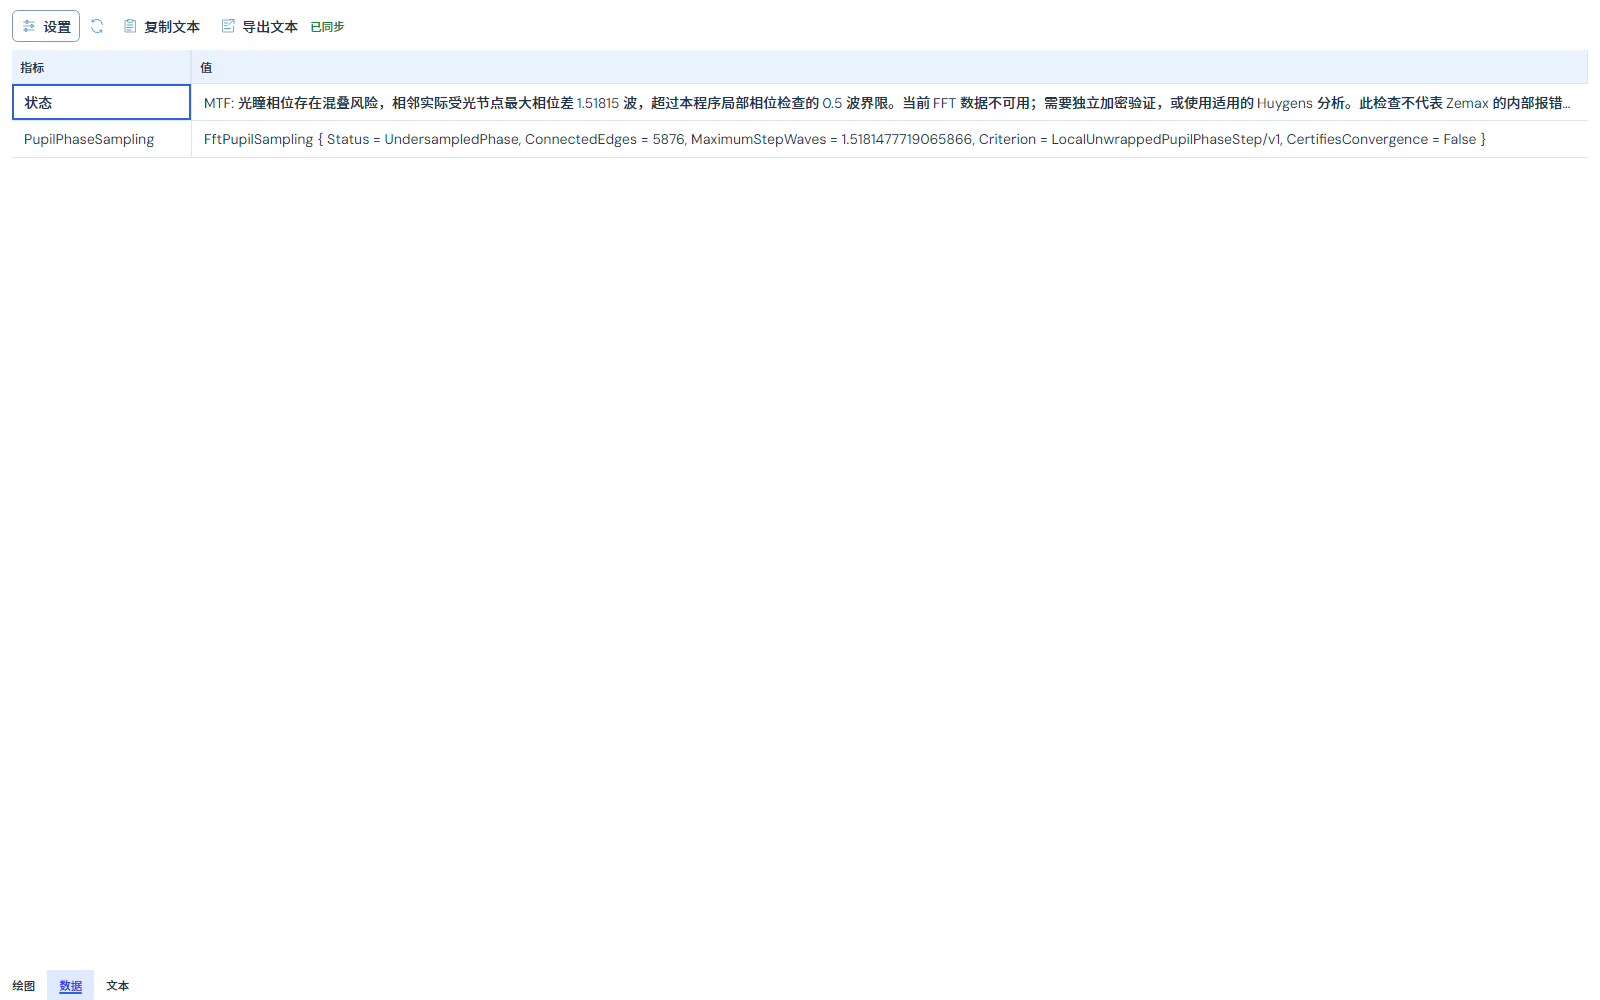 设置 复制文本 导出文本 已同步
指标 值
状态 MTF: 光瞳相位存在混叠风险，相邻实际受光节点最大相位差 1.51815 波，超过本程序局部相位检查的 0.5 波界限。当前 FFT 数据不可用；需要独立加密验证，或使用适用的 Huygens 分析。此检查不代表 Zemax 的内部报错...
PupilPhaseSampling FftPupilSampling { Status = UndersampledPhase, ConnectedEdges = 5876, MaximumStepWaves = 1.5181477719065866, Criterion = LocalUnwrappedPupilPhaseStep/v1, CertifiesConvergence = False }
绘图 数据 文本